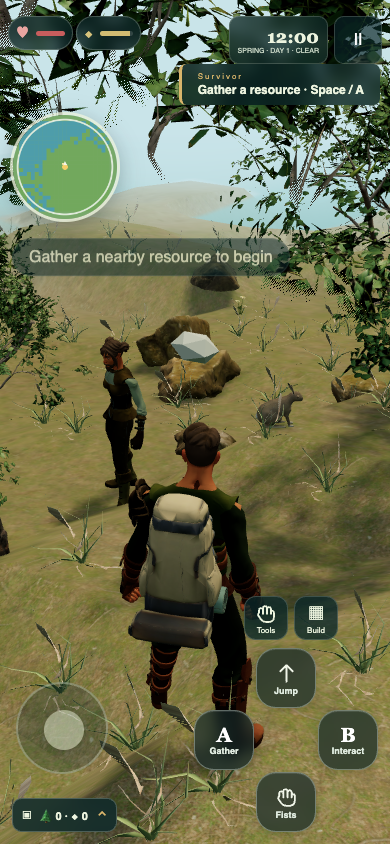 12:00
SPRING · DAY 1 · CLEAR
Survivor
Gather a resource · Space / A
Gather a nearby resource to begin
Tools
Build
Jump
A
Gather
B
Interact
Fists
0 · ◆ 0